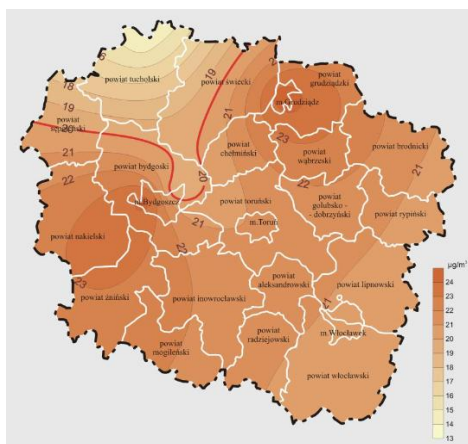 powiat tucholski
19
powiat świecki
powiat
grudziądzki
m.Grudziądz
18
19
20
powiat
sępoleński
21
21
powiat
chełmiński
23
powiat
wąbrzeski
powiat brodnicki
22
powiat bydgoski
20
22
21
m.Bydgoszcz
powiat toruński
powiat
golubsko -
- dobrzyński
powiat rypiński
21
m.Toruń
powiat nakielski
powiat
aleksandrowski
powiat lipnowski
23
powiat żniński
powiat inowrocławski
21
m.Włocławek
powiat
mogileński
powiat
radziejowski
powiat włocławski
µg/m³
24
23
22
21
20
19
18
17
16
15
14
13